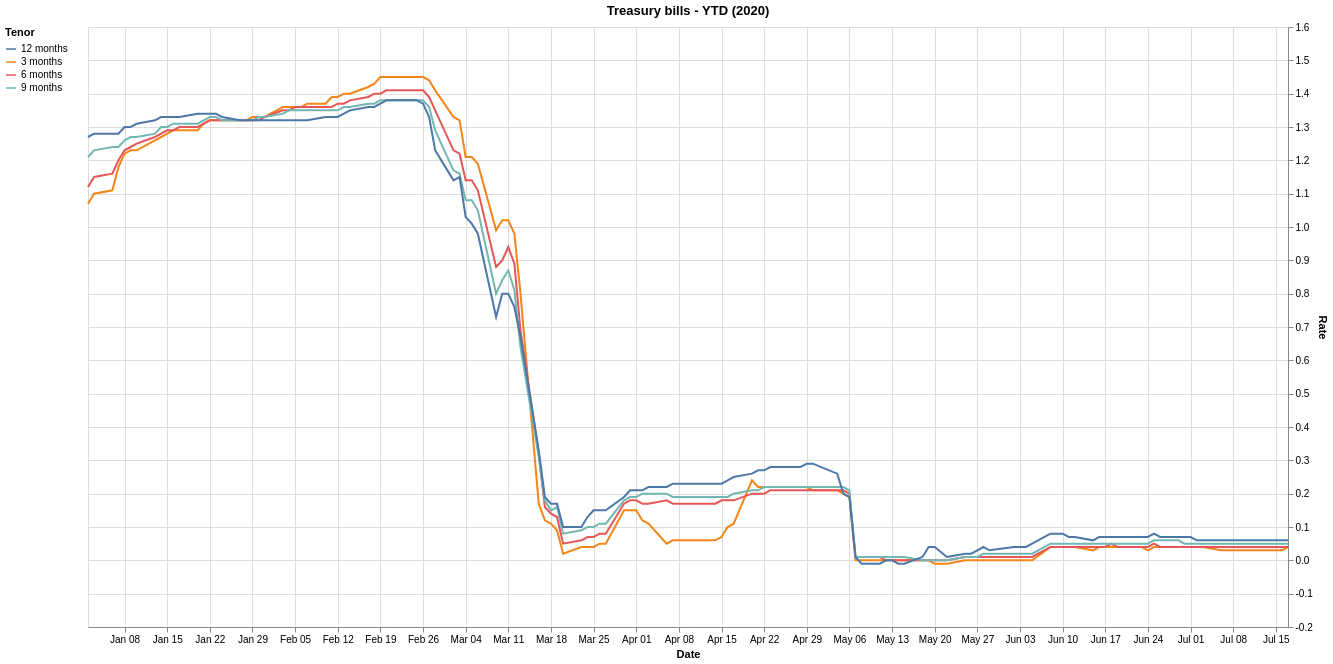 Treasury bills - YTD (2020)
Tenor
12 months
3 months
6 months
9 months
1.6
1.5
1.4
1.3
1.2
1.1
1.0
0.9
0.8
0.7
0.6
0.5
0.4
0.3
0.2
0.1
0.0
-0.1
-0.2
Rate
Jan 08 Jan 15 Jan 22 Jan 29 Feb 05 Feb 12 Feb 19 Feb 26 Mar 04 Mar 11 Mar 18 Mar 25 Apr 01 Apr 08 Apr 15 Apr 22 Apr 29 May 06 May 13 May 20 May 27 Jun 03 Jun 10 Jun 17 Jun 24 Jul 01 Jul 08 Jul 15
Date